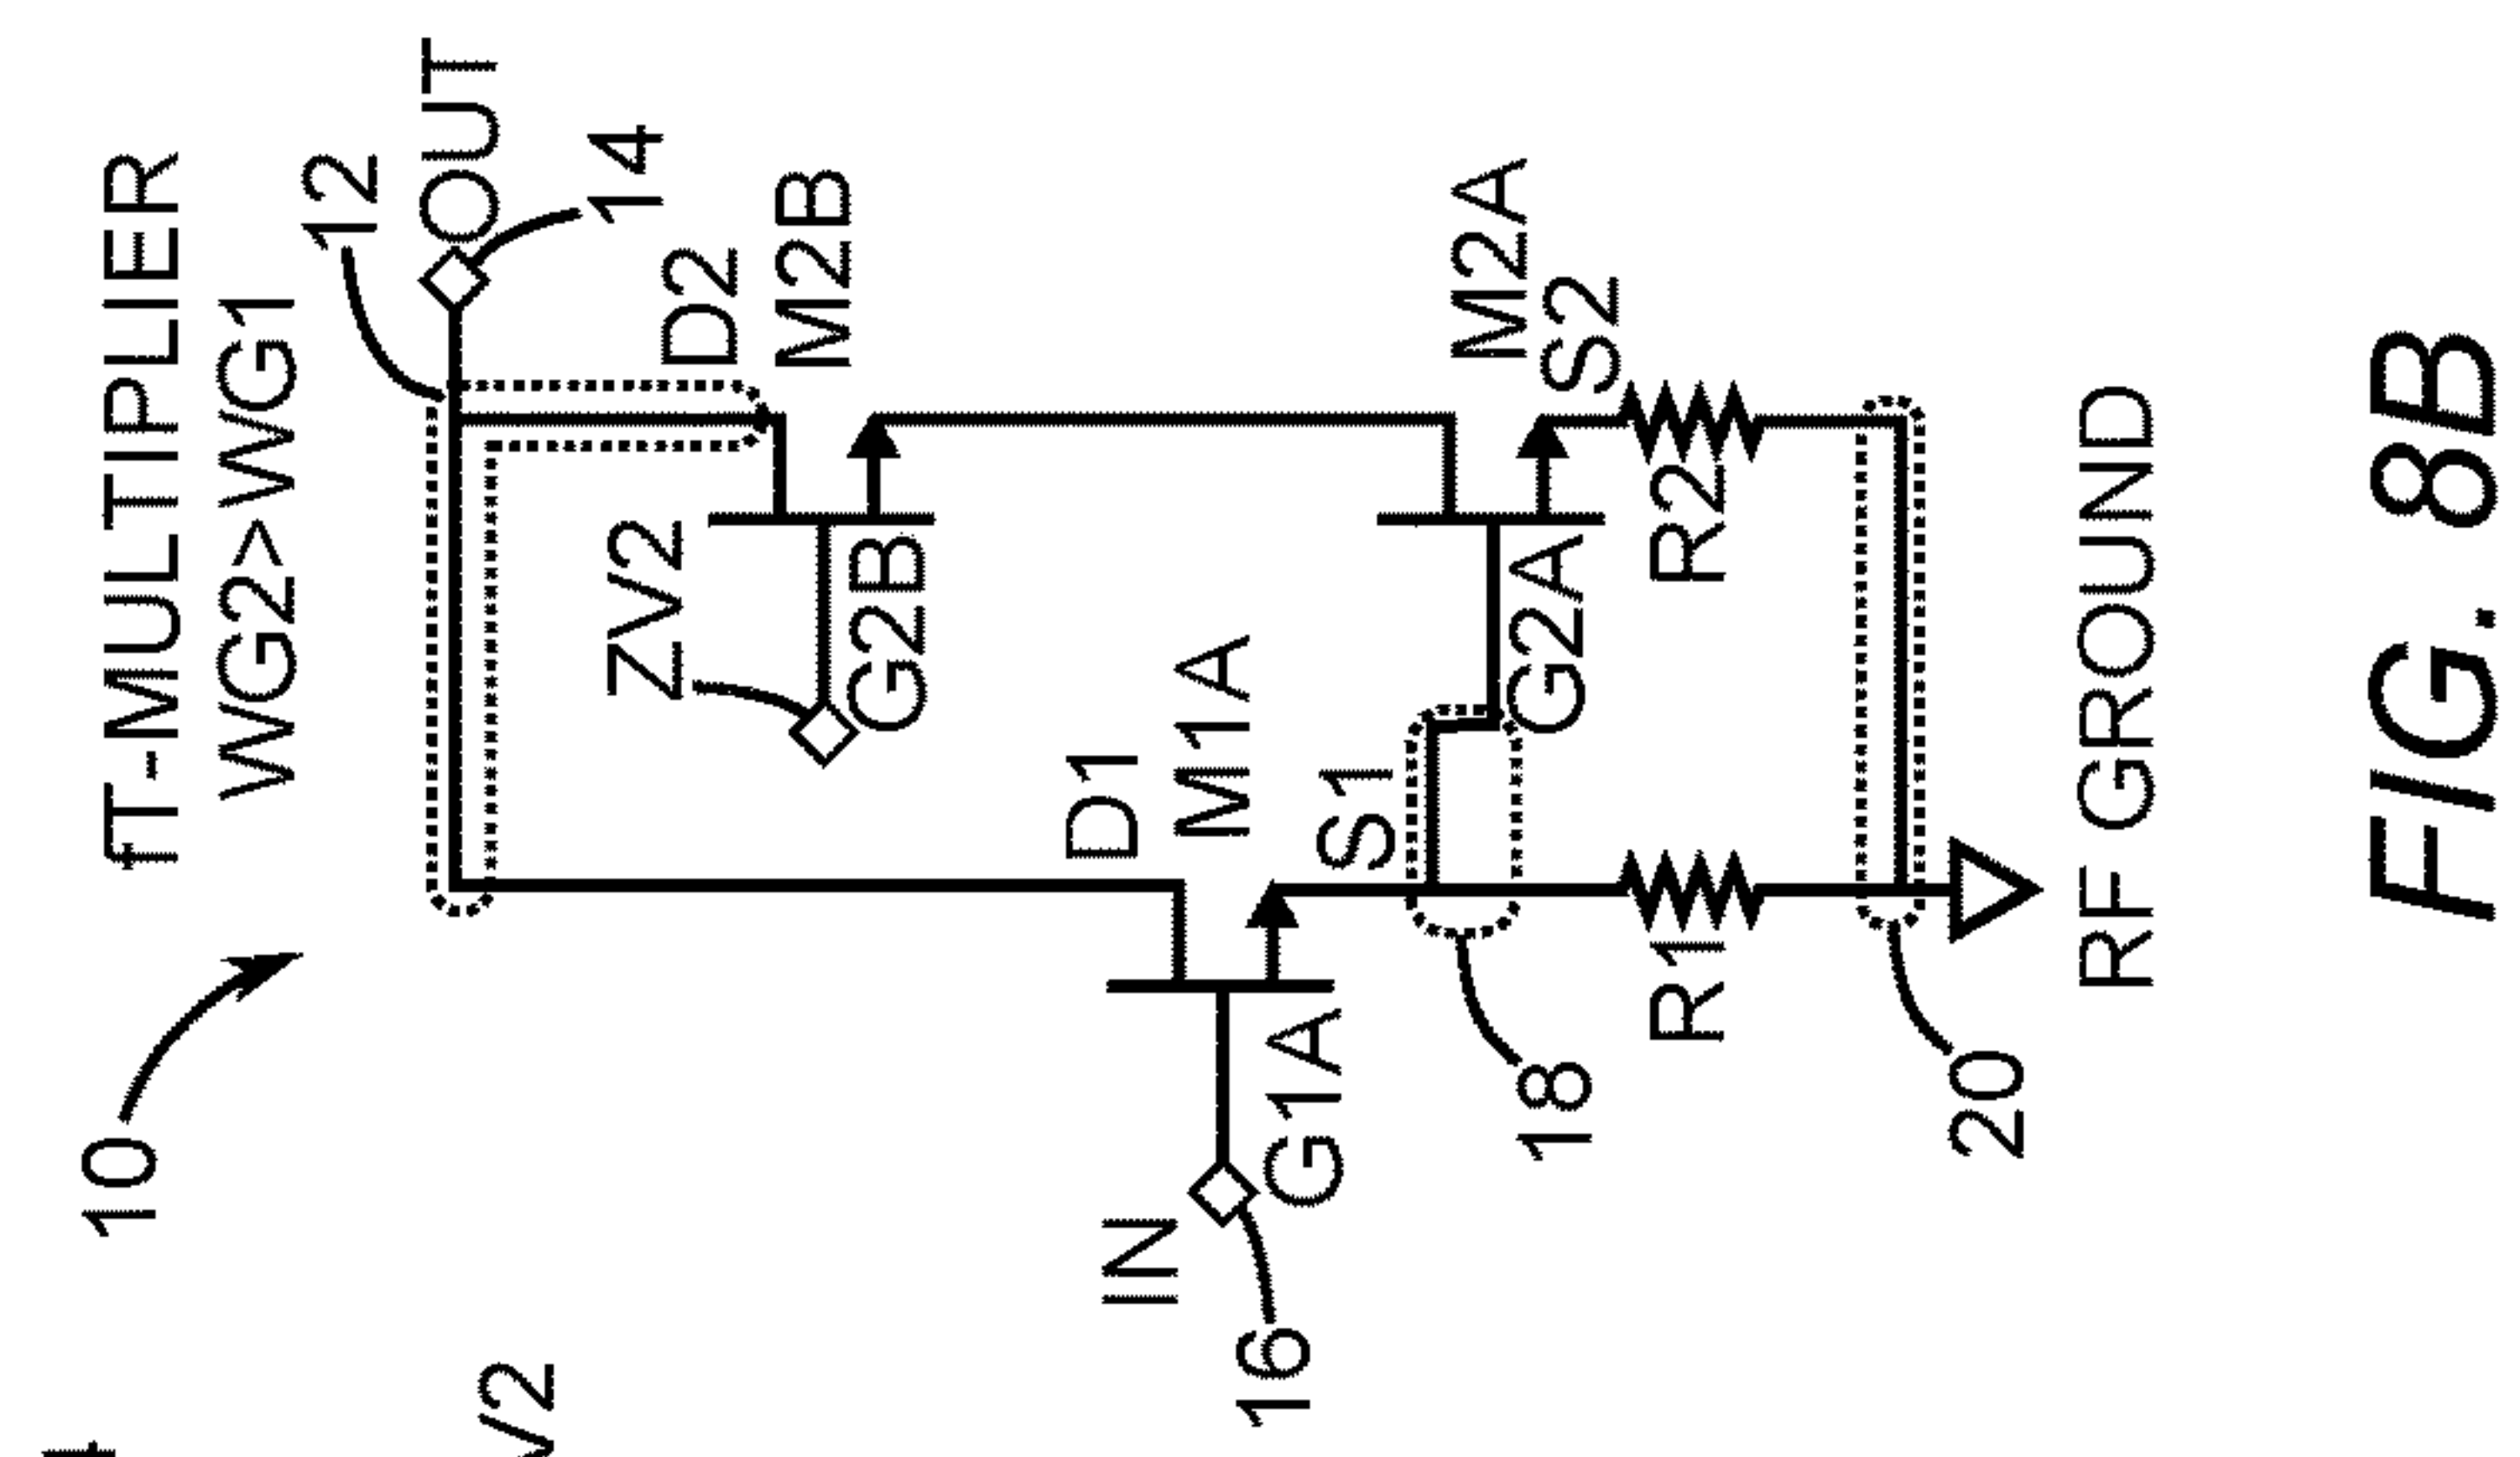 fT-MULTIPLIER
WG2>WG1
10
12
OUT
14
D2
M2B
ZV2
G2B
D1
M1A
IN
G1A
16
S1
M2A
S2
G2A
18
R1
R2
20
RF GROUND
FIG. 8B
V2